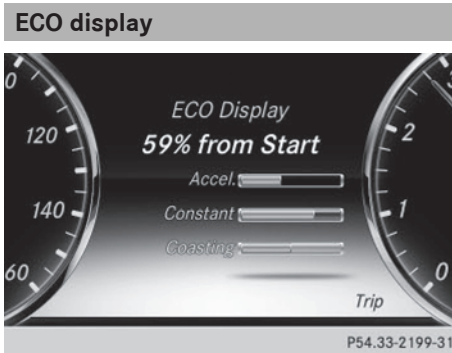 ECO display
0
120
140
60
ECO Display
59% from Start
Accel.
Constant
Coasting
Trip
2
1
0
P54.33-2199-31